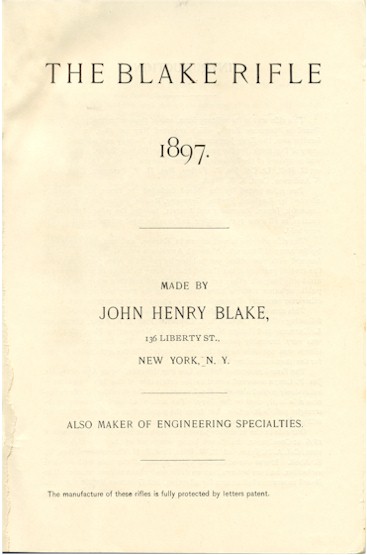 THE BLAKE RIFLE
1897.
MADE BY
JOHN HENRY BLAKE,
136 LIBERTY ST.,
NEW YORK, N. Y.
ALSO MAKER OF ENGINEERING SPECIALTIES.
The manufacture of these rifles is fully protected by letters patent.